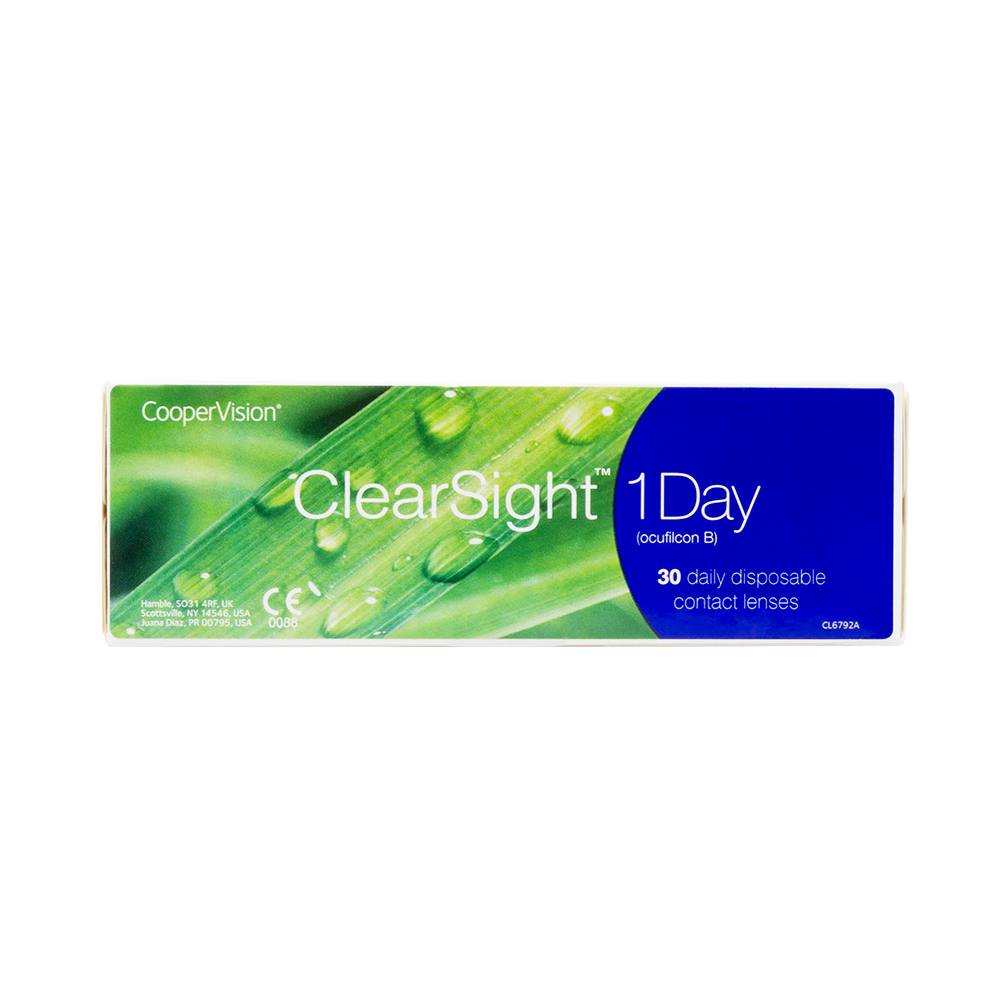 CooperVision®
ClearSight™ 1Day
(ocufilcon B)
30 daily disposable
contact lenses
Hamble, SO31 4RF, UK
Scottsville, NY 14546, USA
Juana Diaz, PR 00795, USA
CE
0088
CL6792A